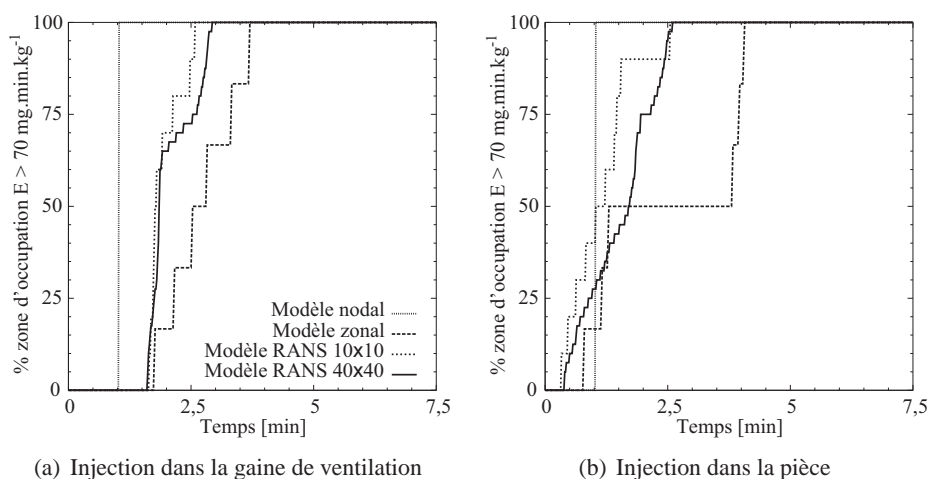 % zone d'occupation E > 70 mg.min.kg-1
100
75
50
25
0
0 2,5 5 7,5
Temps [min]
Modèle nodal
Modèle zonal
Modèle RANS 10x10
Modèle RANS 40x40
(a) Injection dans la gaine de ventilation
% zone d'occupation E > 70 mg.min.kg-1
100
75
50
25
0
0 2,5 5 7,5
Temps [min]
(b) Injection dans la pièce